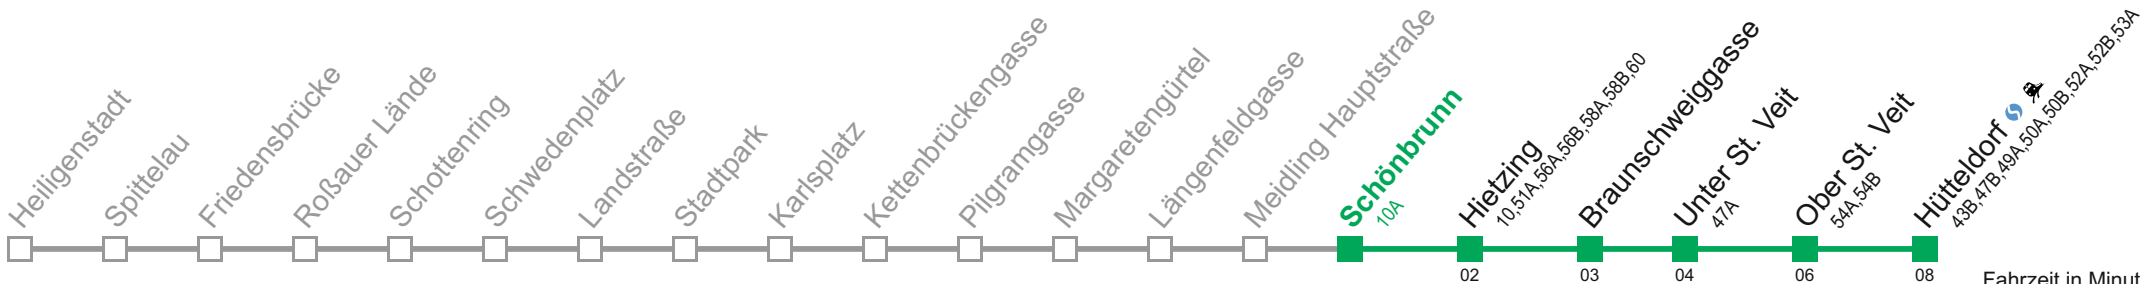 Heiligenstadt
Spittelau
Friedensbrücke
Roßauer Lände
Schottenring
Schwedenplatz
Landstraße
Stadtpark
Karlsplatz
Kettenbrückengasse
Pilgramgasse
Margaretengürtel
Längenfeldgasse
Meidling Hauptstraße
Schönbrunn
10A
Hietzing
10,51A,56A,56B,58A,58B,60
Braunschweiggasse
Unter St. Veit
47A
Ober St. Veit
54A,54B
Hütteldorf
43B,47B,49A,50A,50B,52A,52B,53A
02
03
04
06
08
Fahrzeit in Minut